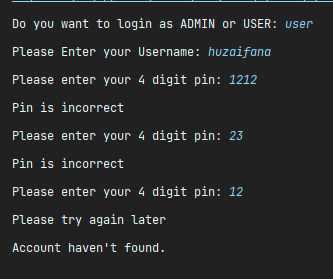 Do you want to login as ADMIN or USER: user
Please Enter your Username: huzaifana
Please enter your 4 digit pin: 1212
Pin is incorrect
Please enter your 4 digit pin: 23
Pin is incorrect
Please enter your 4 digit pin: 12
Please try again later
Account haven't found.